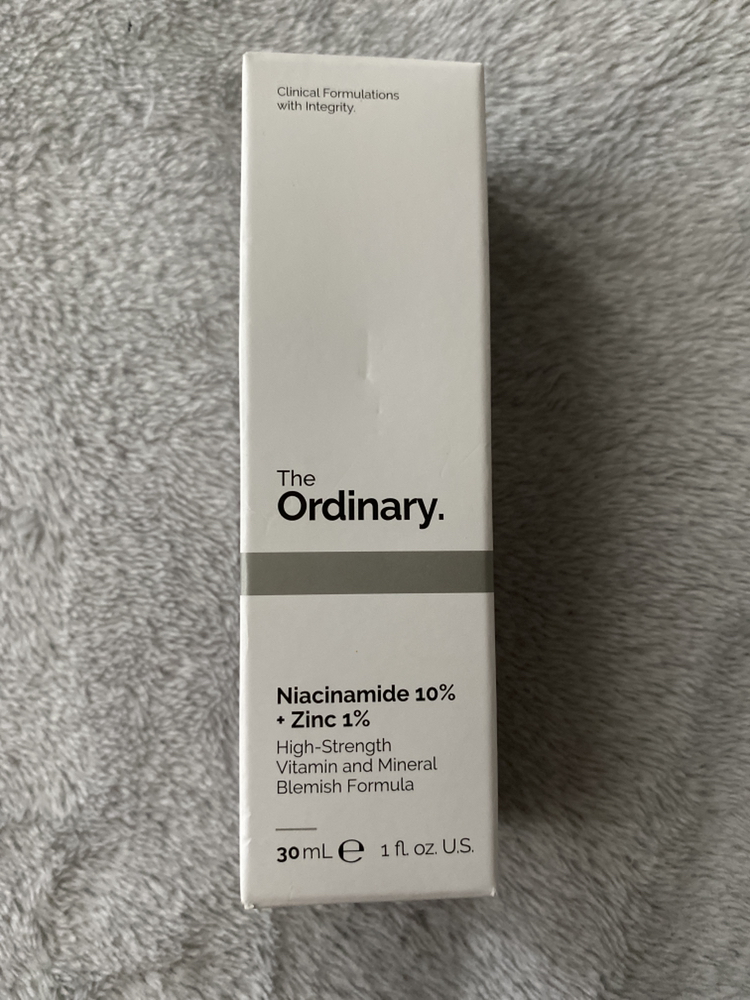 Clinical Formulations
with Integrity.
The
Ordinary.
Niacinamide 10%
+ Zinc 1%
High-Strength
Vitamin and Mineral
Blemish Formula
30 mL ℮ 1 fl. oz. U.S.